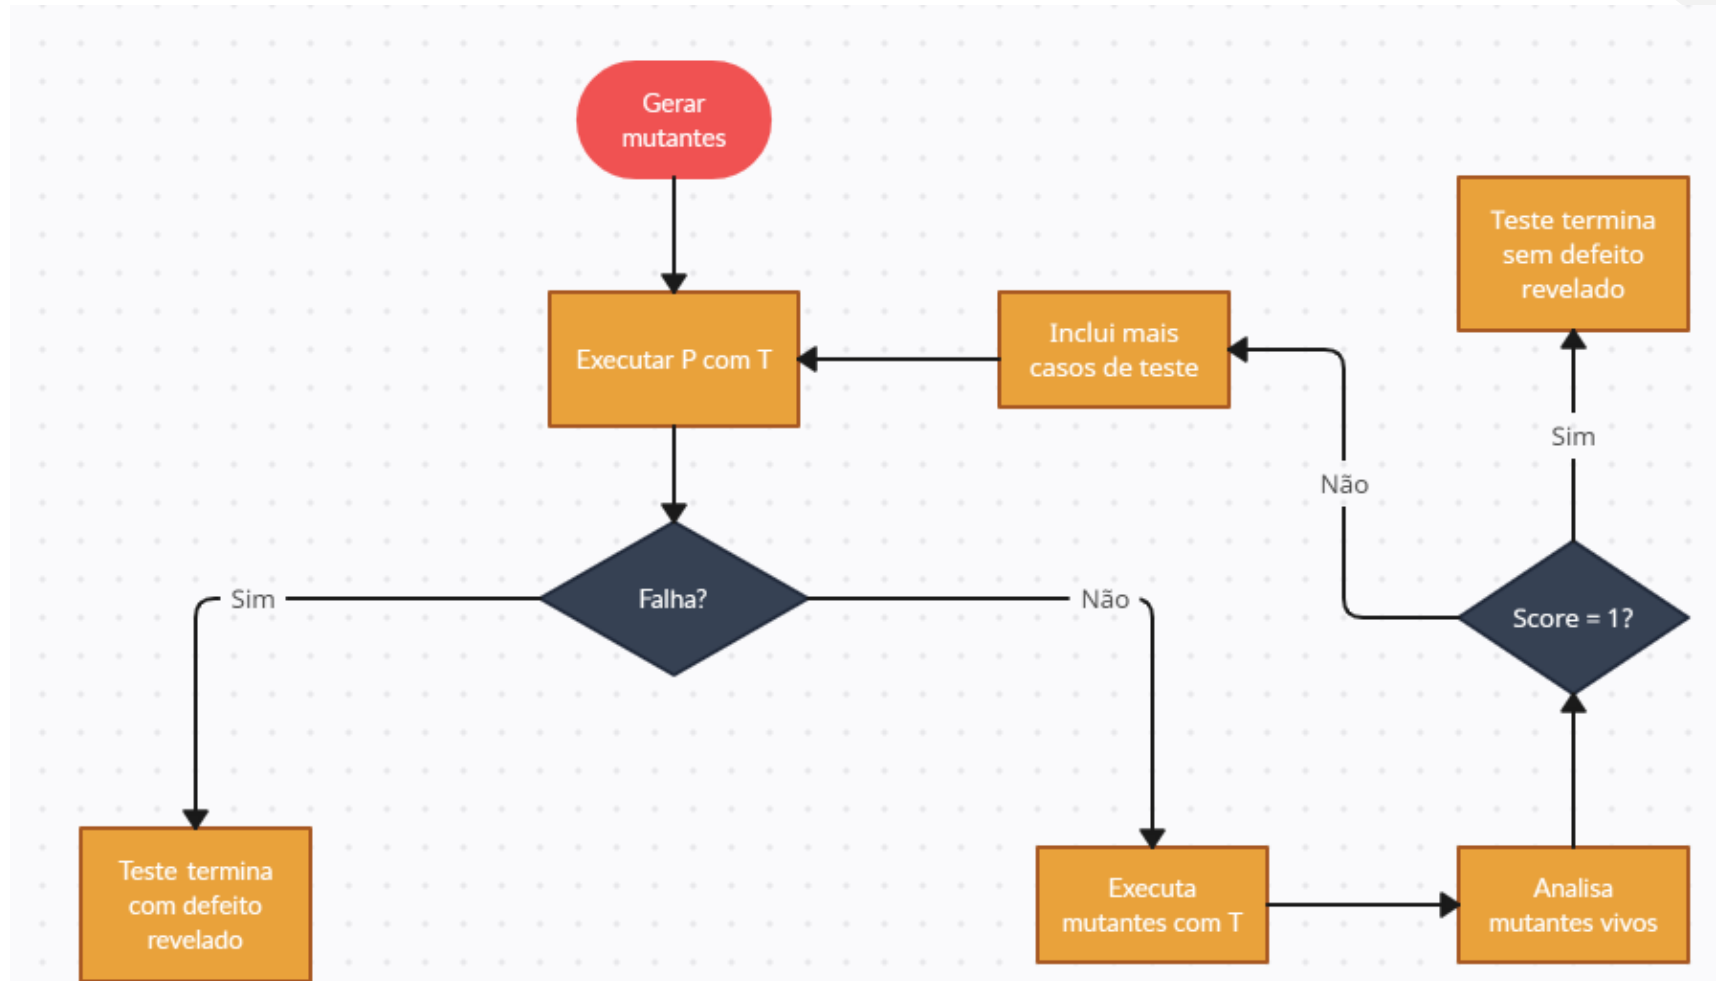 Gerar
mutantes
Teste termina
sem defeito
revelado
Executar P com T
Inclui mais
casos de teste
Sim
Não
Sim
Falha?
Não
Score = 1?
Teste termina
com defeito
revelado
Executa
mutantes com T
Analisa
mutantes vivos